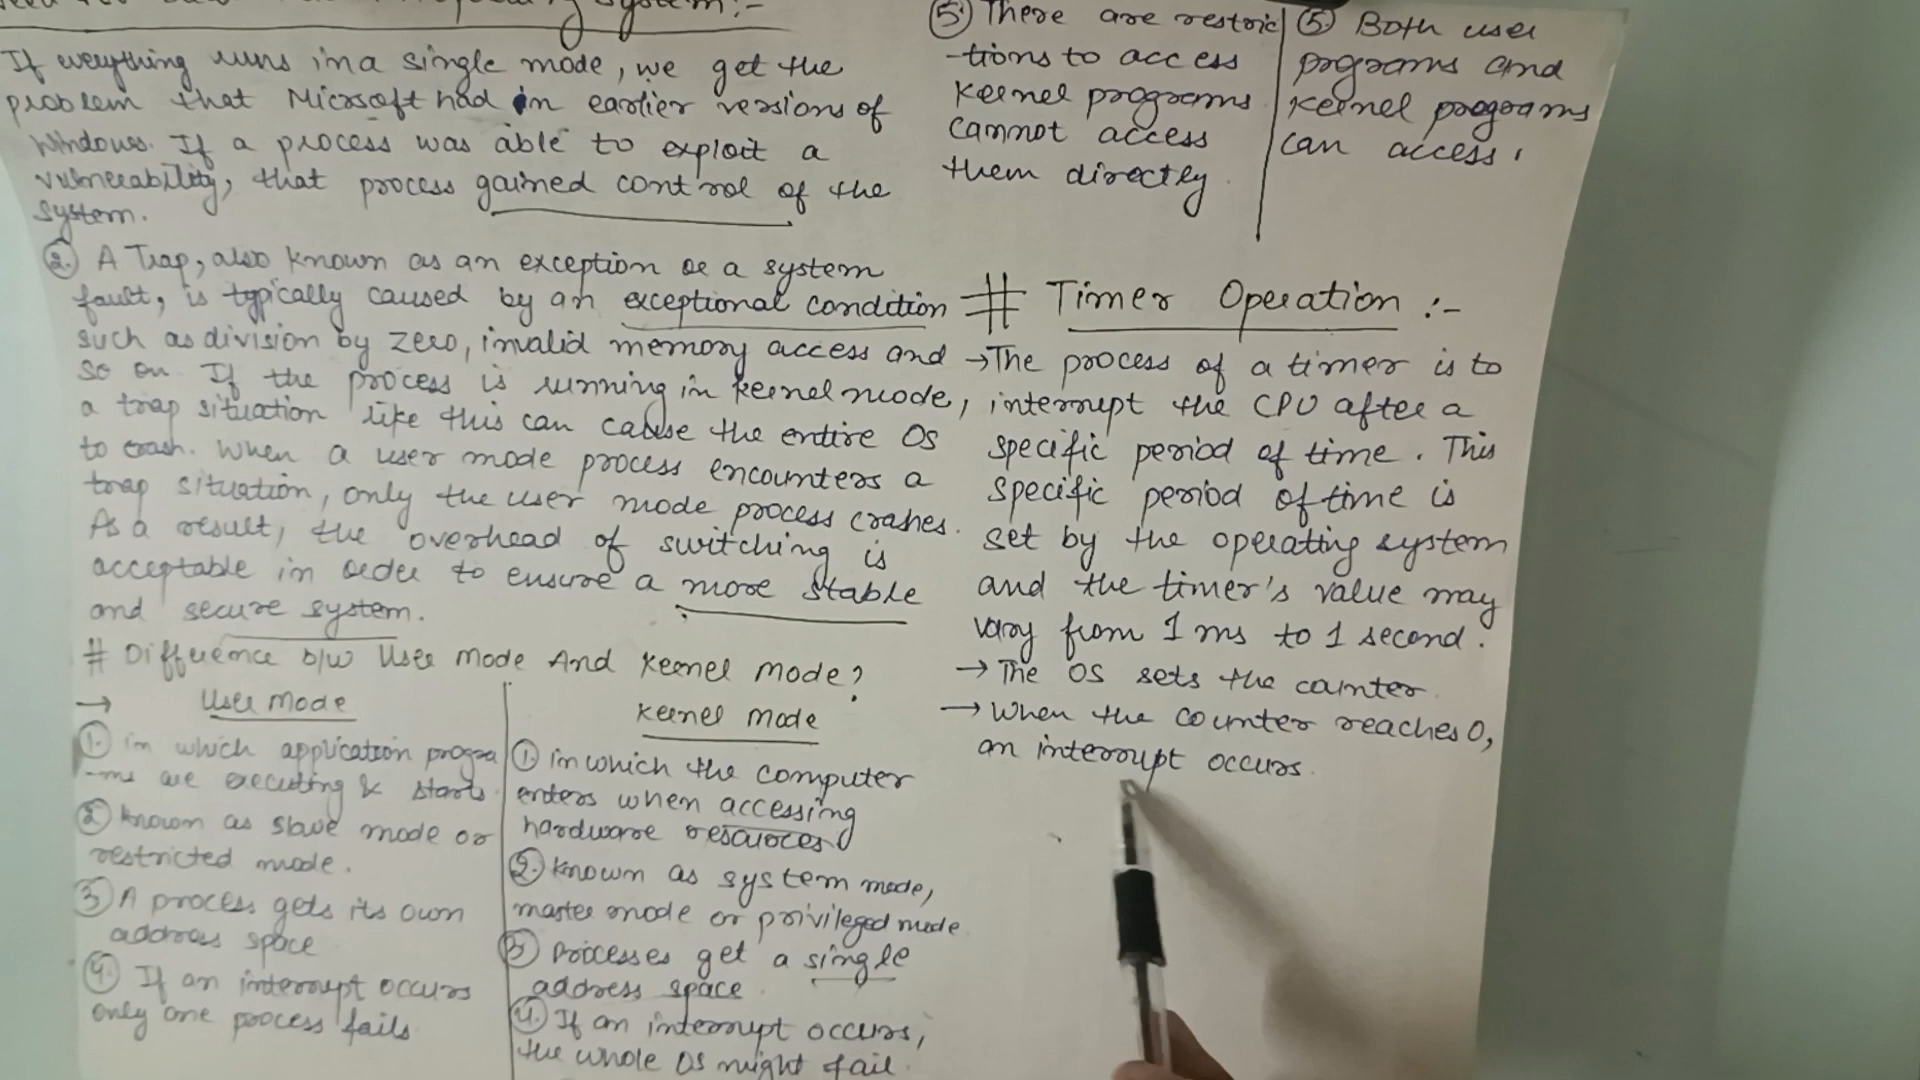 operating system:-
If everything runs in a single mode, we get the
problem that Microsoft had in earlier versions of
Windows. If a process was able to exploit a
vulnerability, that process gained control of the
system.
② A Trap, also known as an exception or a system
fault, is typically caused by an exceptional condition
such as division by zero, invalid memory access and
so on. If the process is running in kernel mode,
a trap situation like this can cause the entire OS
to crash. When a user mode process encounters a
trap situation, only the user mode process crashes.
As a result, the overhead of switching is
acceptable in order to ensure a more stable
and secure system.
# Difference b/w User mode And Kernel mode?
→ User mode
① in which application progra
-ms are executing & starts.
② Known as slave mode or
restricted mode.
③ A process gets its own
address space
④ If an interrupt occurs
only one process fails
Kernel mode
① in which the computer
enters when accessing
hardware resources
② Known as system mode,
master mode or privileged mode
③ Processes get a single
address space.
④ If an interrupt occurs,
the whole OS might fail.
⑤ There are restric
-tions to access
Kernel programs
cannot access
them directly.
⑤ Both user
programs and
kernel programs
can access.
# Timer Operation :-
→ The process of a timer is to
interrupt the CPU after a
specific period of time. This
specific period of time is
set by the operating system
and the timer's value may
vary from 1 ms to 1 second.
→ The OS sets the counter.
→ When the counter reaches 0,
an interrupt occurs.